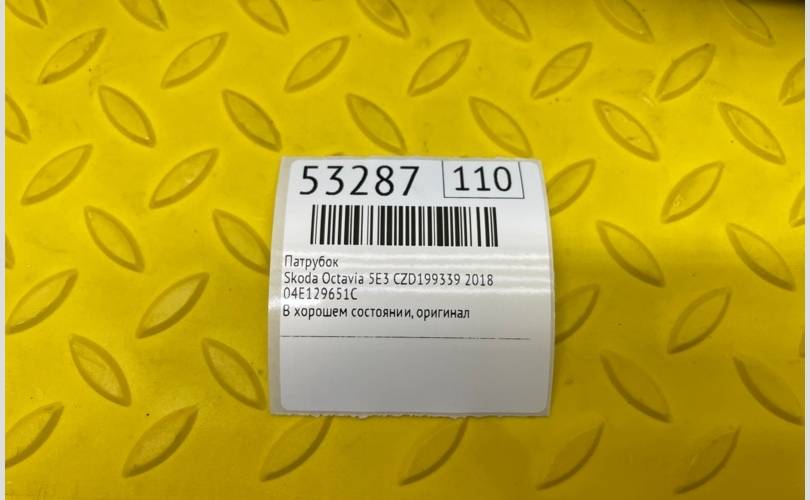 53287 110
Патрубок
Skoda Octavia 5E3 CZD199339 2018
04E129651C
В хорошем состоянии, оригинал